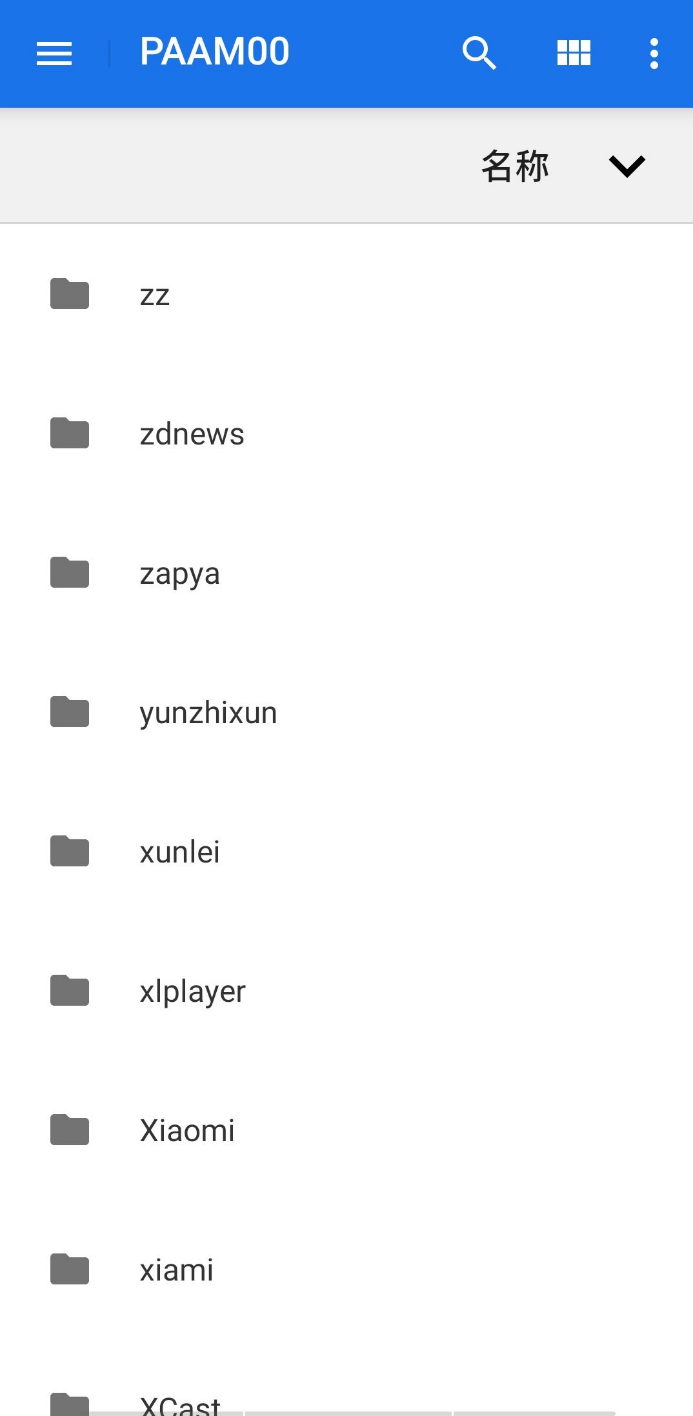 PAAM00
名称
zz
zdnews
zapya
yunzhixun
xunlei
xlplayer
Xiaomi
xiami
XCast